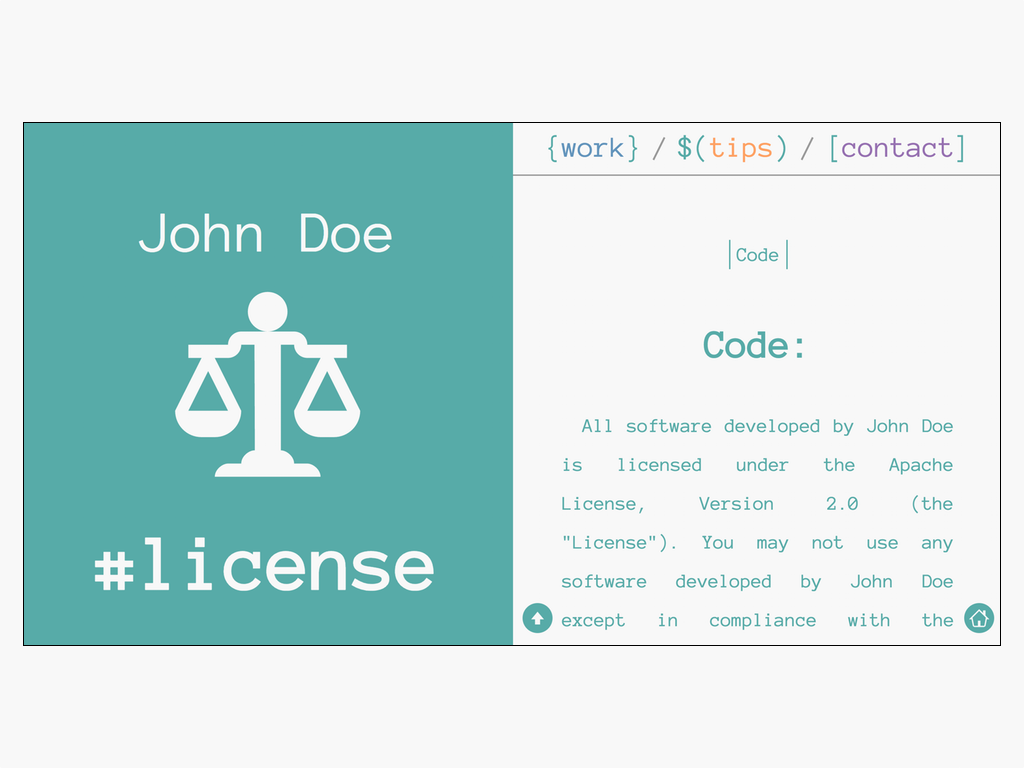 John Doe
#license
{work} / $(tips) / [contact]
|Code|
Code:
All software developed by John Doe
is licensed under the Apache
License, Version 2.0 (the
"License"). You may not use any
software developed by John Doe
except in compliance with the